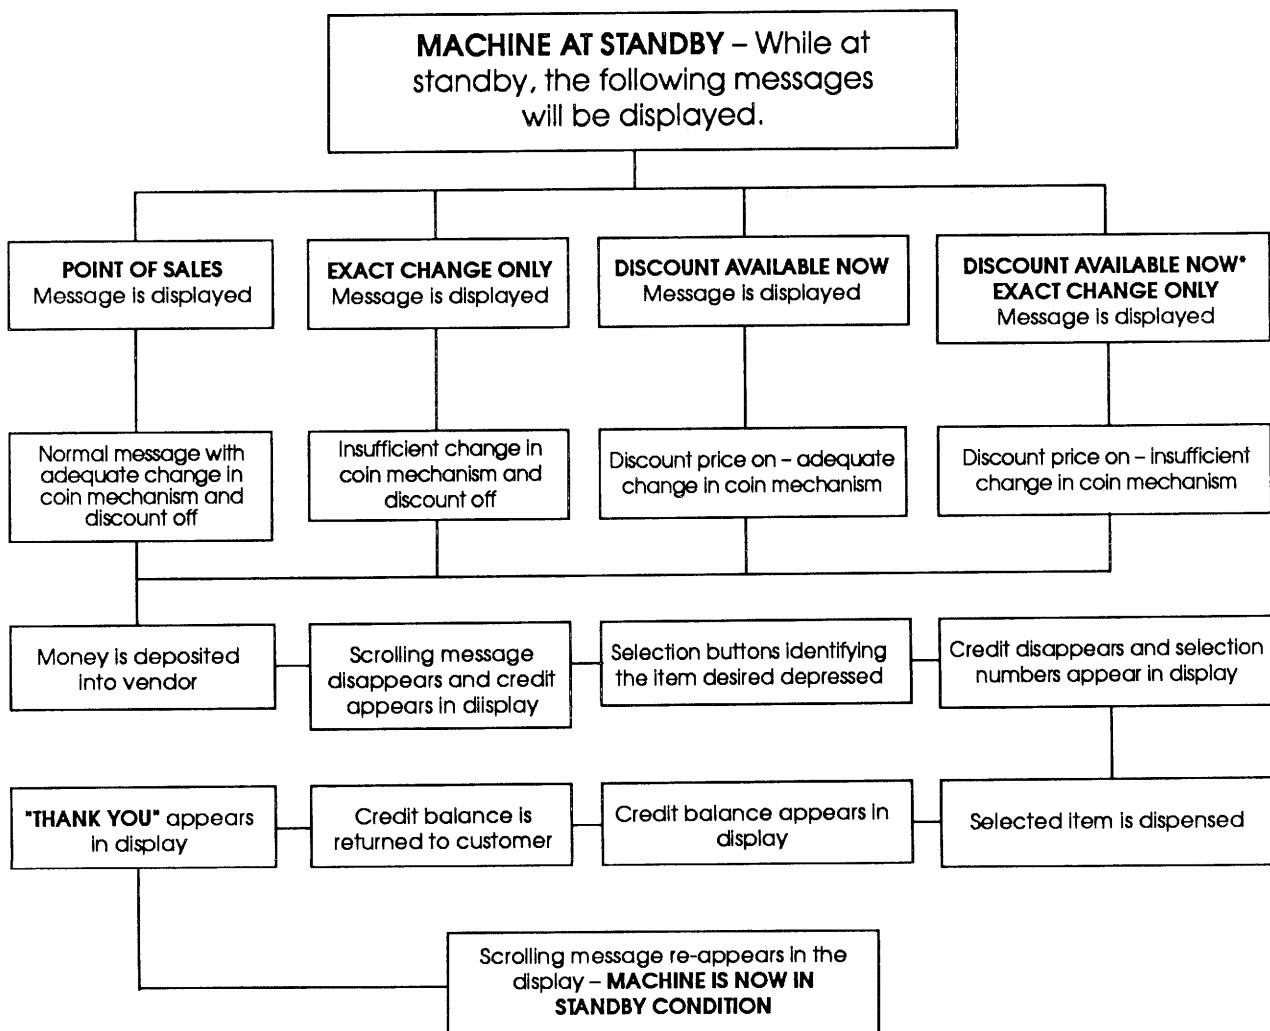 MACHINE AT STANDBY – While at
standby, the following messages
will be displayed.
POINT OF SALES
Message is displayed
EXACT CHANGE ONLY
Message is displayed
DISCOUNT AVAILABLE NOW
Message is displayed
DISCOUNT AVAILABLE NOW*
EXACT CHANGE ONLY
Message is displayed
Normal message with
adequate change in
coin mechanism and
discount off
Insufficient change in
coin mechanism and
discount off
Discount price on – adequate
change in coin mechanism
Discount price on – insufficient
change in coin mechanism
Money is deposited
into vendor
Scrolling message
disappears and credit
appears in diisplay
Selection buttons identifying
the item desired depressed
Credit disappears and selection
numbers appear in display
"THANK YOU" appears
in display
Credit balance is
returned to customer
Credit balance appears in
display
Selected item is dispensed
Scrolling message re-appears in the
display – MACHINE IS NOW IN
STANDBY CONDITION